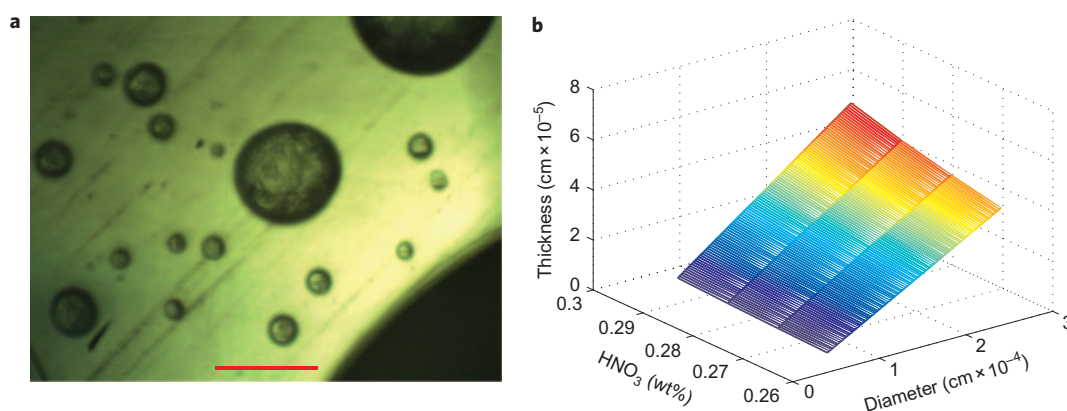 a
b
8
6
4
2
0
Thickness (cm × 10⁻⁵)
0.3
0.29
0.28
0.27
0.26
HNO₃ (wt%)
0
1
2
3
Diameter (cm × 10⁻⁴)